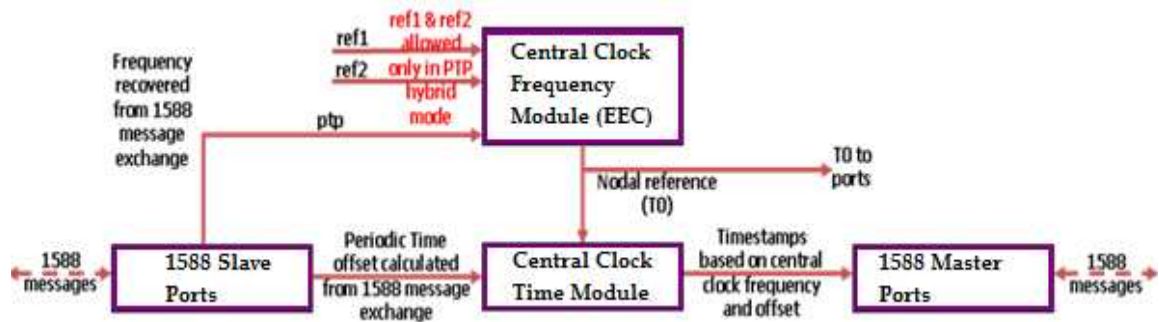 ref1 & ref2
allowed
only in PTP
hybrid
mode
ref1
ref2
Central Clock
Frequency
Module (EEC)
Frequency
recovered
from 1588
message
exchange
ptp
T0 to
ports
Nodal reference
(T0)
1588
messages
1588 Slave
Ports
Periodic Time
offset calculated
from 1588 message
exchange
Central Clock
Time Module
Timestamps
based on central
clock frequency
and offset
1588 Master
Ports
1588
messages